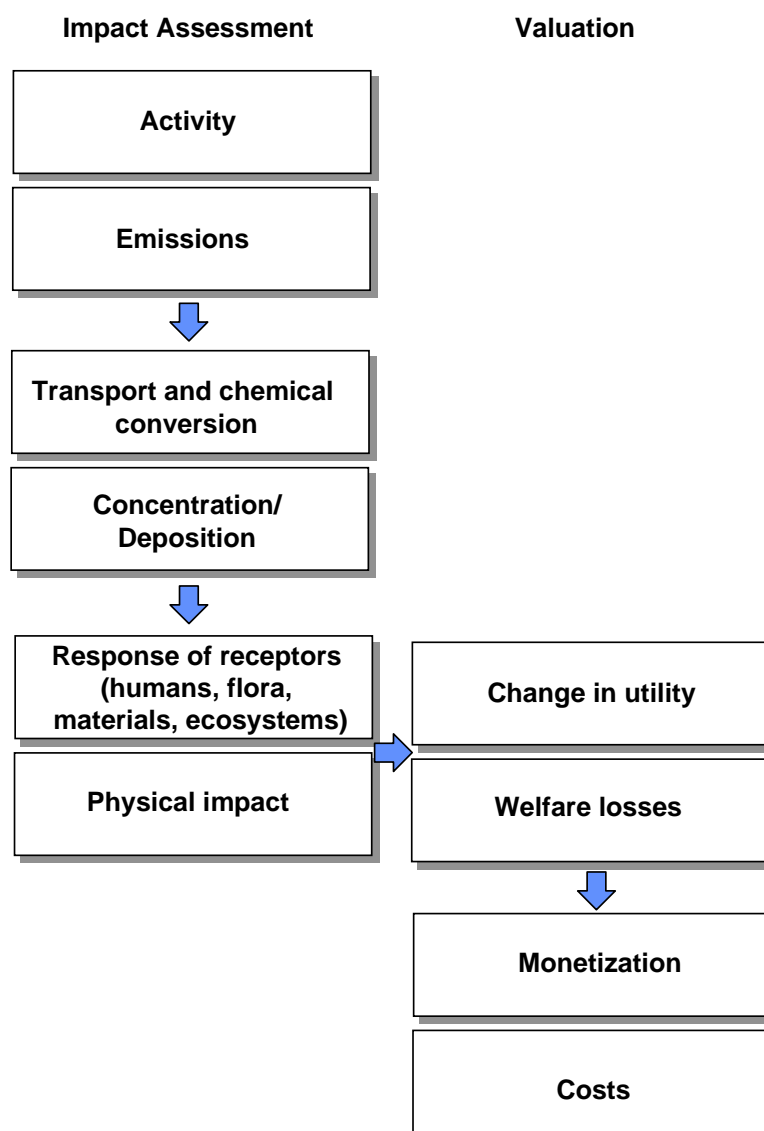 Impact Assessment
Valuation
Activity
Emissions
Transport and chemical
conversion
Concentration/
Deposition
Response of receptors
(humans, flora,
materials, ecosystems)
Physical impact
Change in utility
Welfare losses
Monetization
Costs